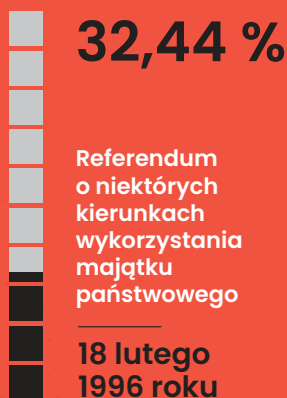 32,44 %
Referendum
o niektórych
kierunkach
wykorzystania
majątku
państwowego
18 lutego
1996 roku